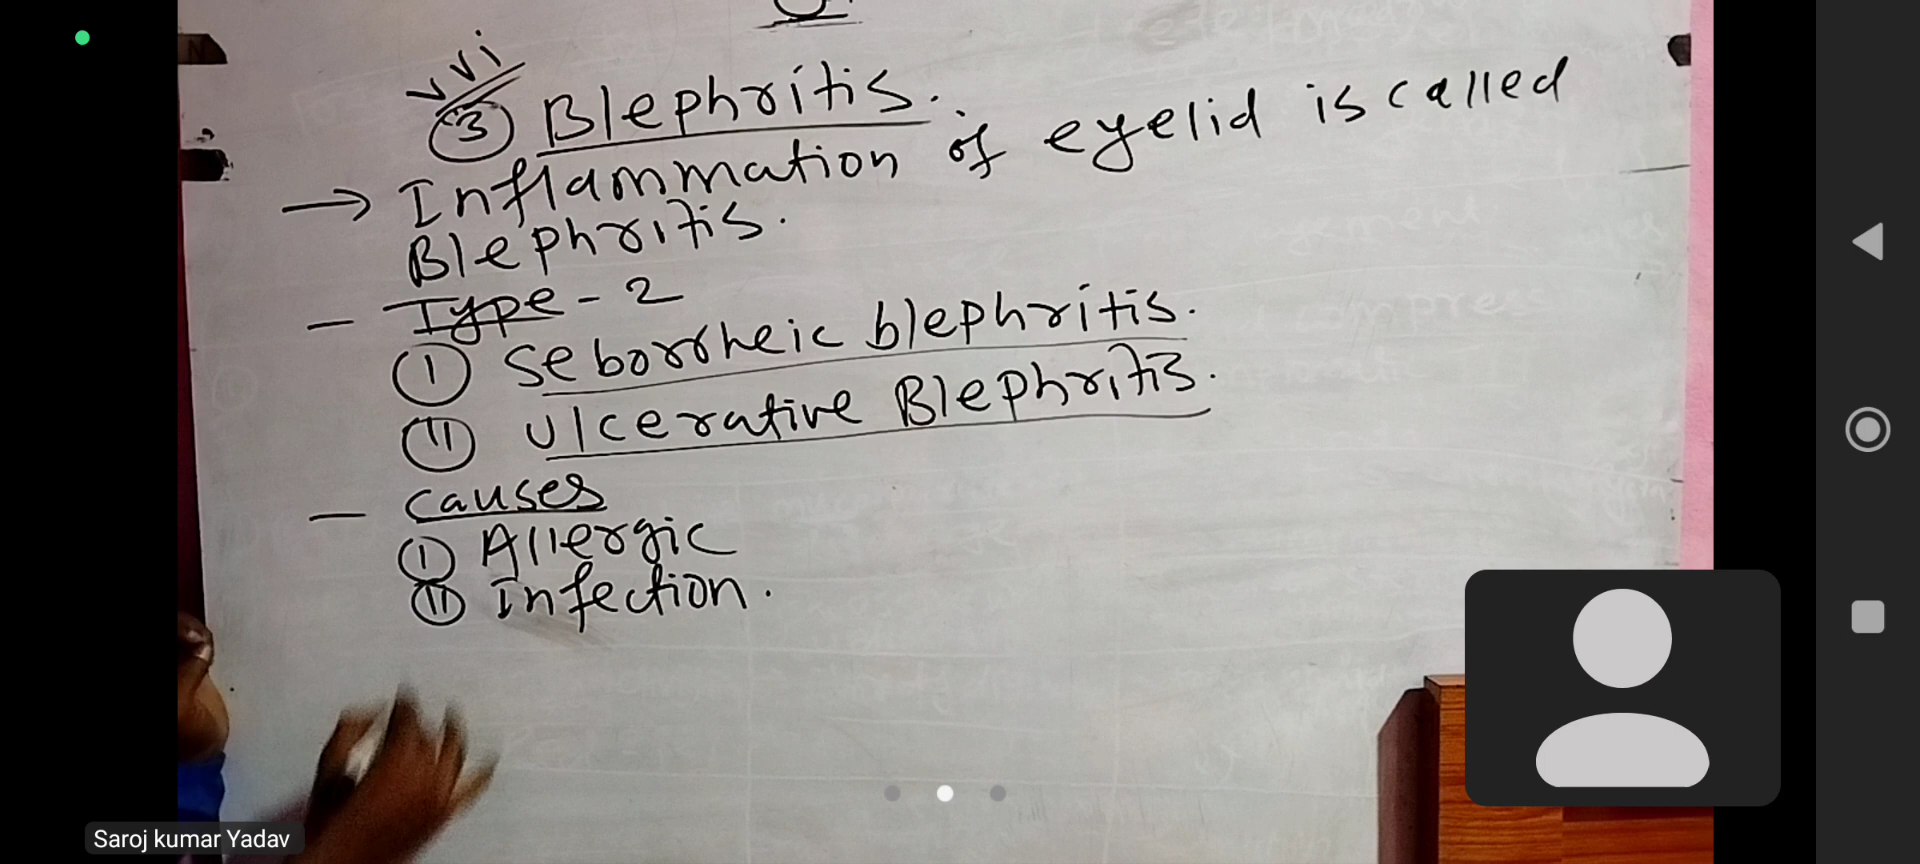 VVi
③ Blephritis.
→ Inflammation of eyelid is called
Blephritis.
- Type - 2
Ⓘ Seborrheic blephritis.
ⓘⓘ Ulcerative Blephritis.
- Causes
Ⓘ Allergic
ⓘⓘ Infection.
Saroj kumar Yadav